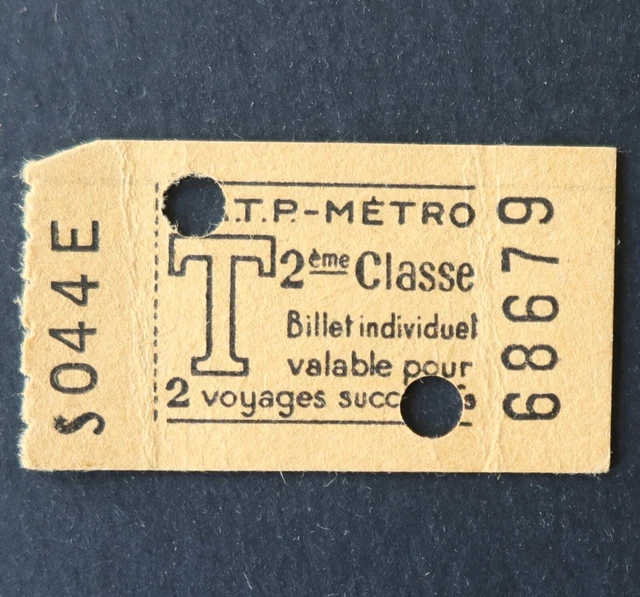 S044E
.T.P.-MÉTRO
T
2ème Classe
Billet individuel
valable pour
2 voyages
68679